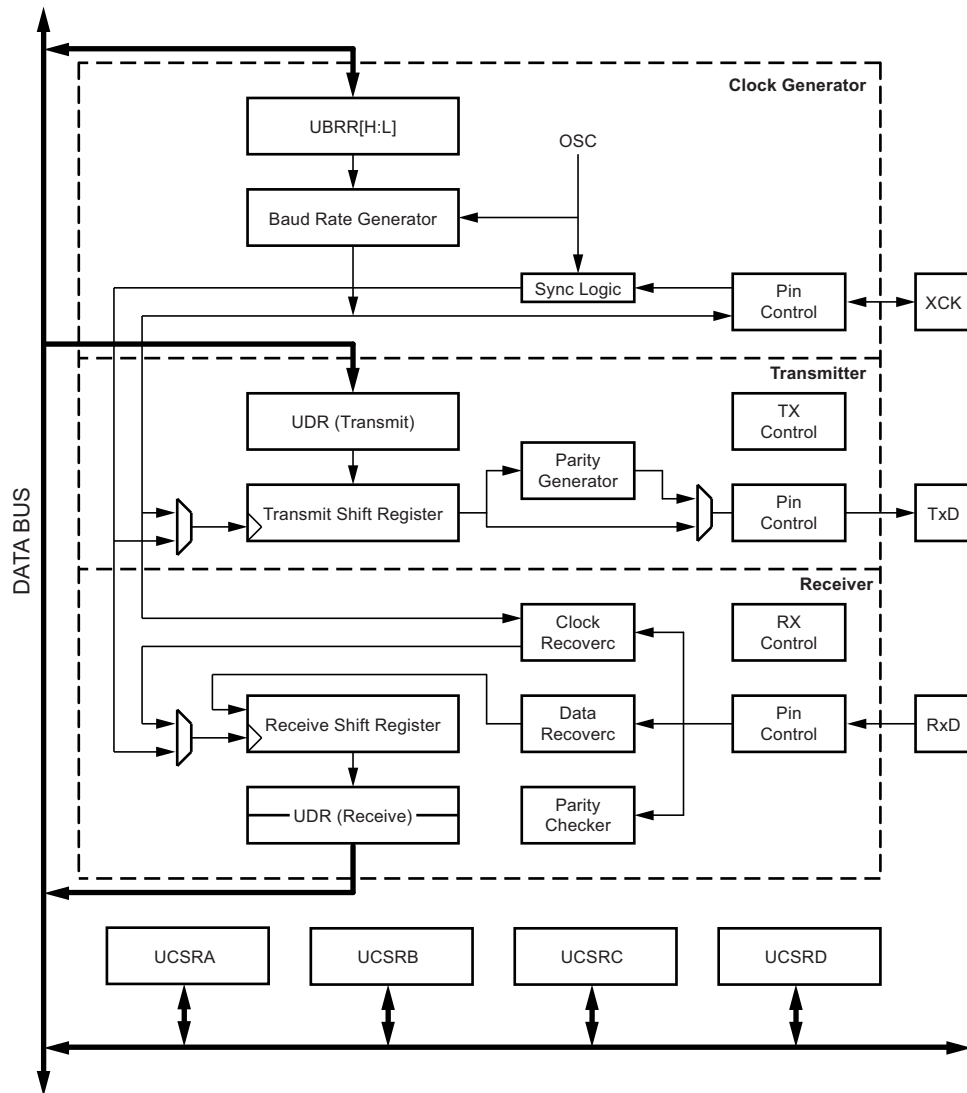 Clock Generator
UBRR[H:L]
OSC
Baud Rate Generator
Sync Logic
Pin
Control
XCK
Transmitter
UDR (Transmit)
TX
Control
Parity
Generator
Transmit Shift Register
Pin
Control
TxD
DATA BUS
Receiver
Clock
Recoverc
RX
Control
Receive Shift Register
Data
Recoverc
Pin
Control
RxD
UDR (Receive)
Parity
Checker
UCSRA
UCSRB
UCSRC
UCSRD